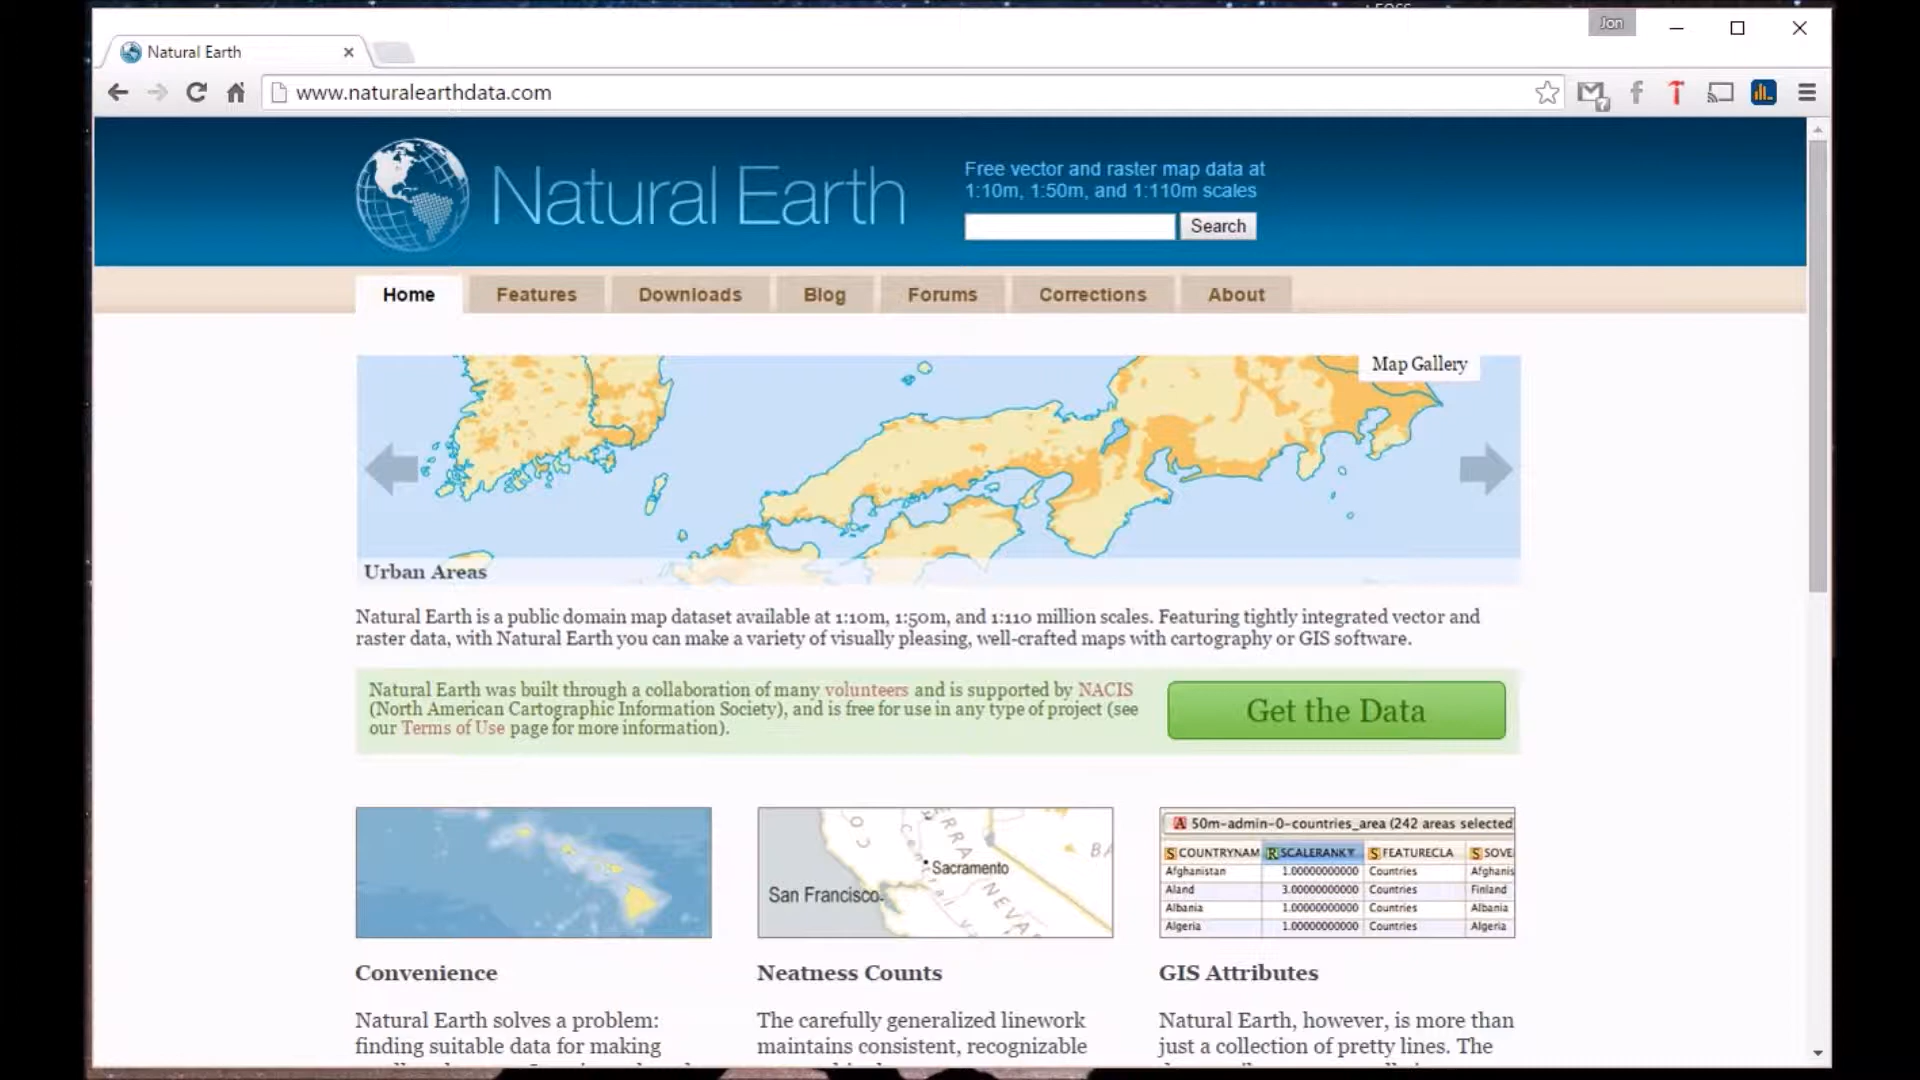 Jon
Natural Earth
www.naturalearthdata.com
Natural Earth
Free vector and raster map data at
1:10m, 1:50m, and 1:110m scales
Search
Home
Features
Downloads
Blog
Forums
Corrections
About
Map Gallery
Urban Areas
Natural Earth is a public domain map dataset available at 1:10m, 1:50m, and 1:110 million scales. Featuring tightly integrated vector and
raster data, with Natural Earth you can make a variety of visually pleasing, well-crafted maps with cartography or GIS software.
Natural Earth was built through a collaboration of many volunteers and is supported by NACIS
(North American Cartographic Information Society), and is free for use in any type of project (see
our Terms of Use page for more information).
Get the Data
Sacramento
San Francisco
50m-admin-0-countries_area (242 areas selected
COUNTRYNAM SCALERANK FEATURECLA SOVE
Afghanistan 1.00000000000 Countries Afghanis
Aland 3.00000000000 Countries Finland
Albania 1.00000000000 Countries Albania
Algeria 1.00000000000 Countries Algeria
Convenience
Natural Earth solves a problem:
finding suitable data for making
Neatness Counts
The carefully generalized linework
maintains consistent, recognizable
GIS Attributes
Natural Earth, however, is more than
just a collection of pretty lines. The